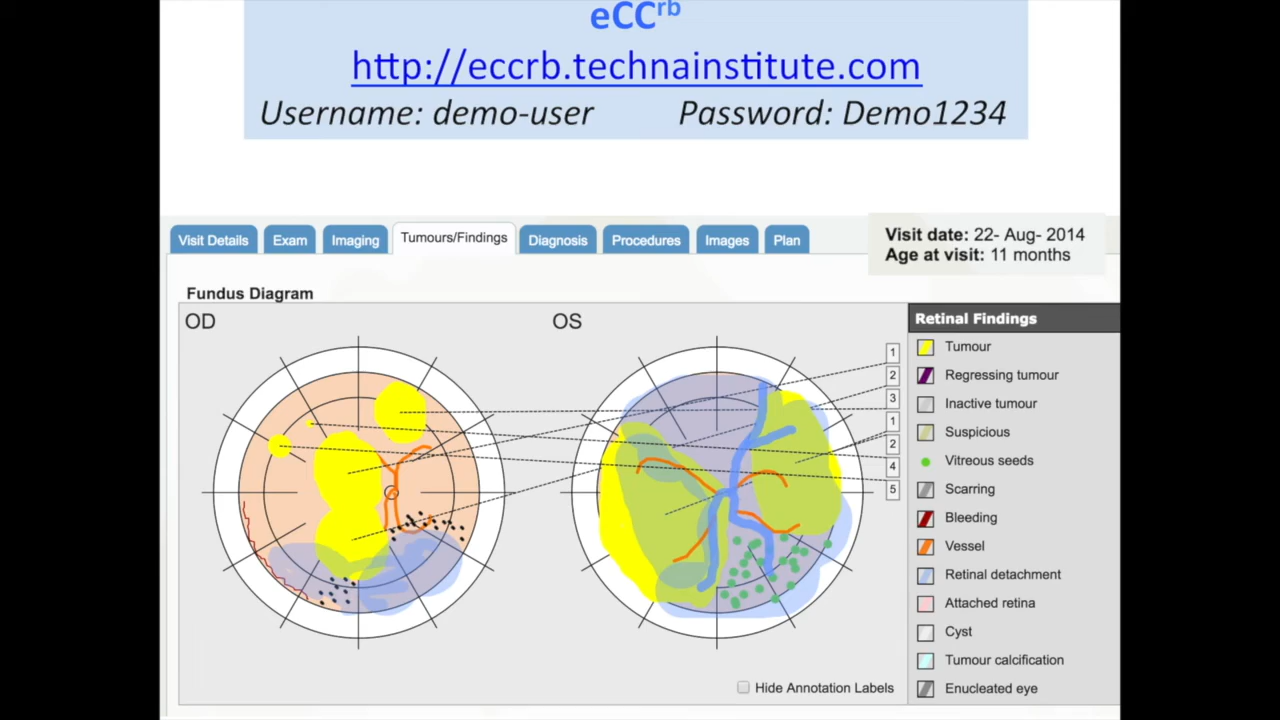 eCCrb
http://eccrb.technainstitute.com
Username: demo-user Password: Demo1234
Visit Details Exam Imaging Tumours/Findings Diagnosis Procedures Images Plan
Visit date: 22- Aug- 2014
Age at visit: 11 months
Fundus Diagram
OD OS
1
2
3
1
2
4
5
Hide Annotation Labels
Retinal Findings
Tumour
Regressing tumour
Inactive tumour
Suspicious
Vitreous seeds
Scarring
Bleeding
Vessel
Retinal detachment
Attached retina
Cyst
Tumour calcification
Enucleated eye